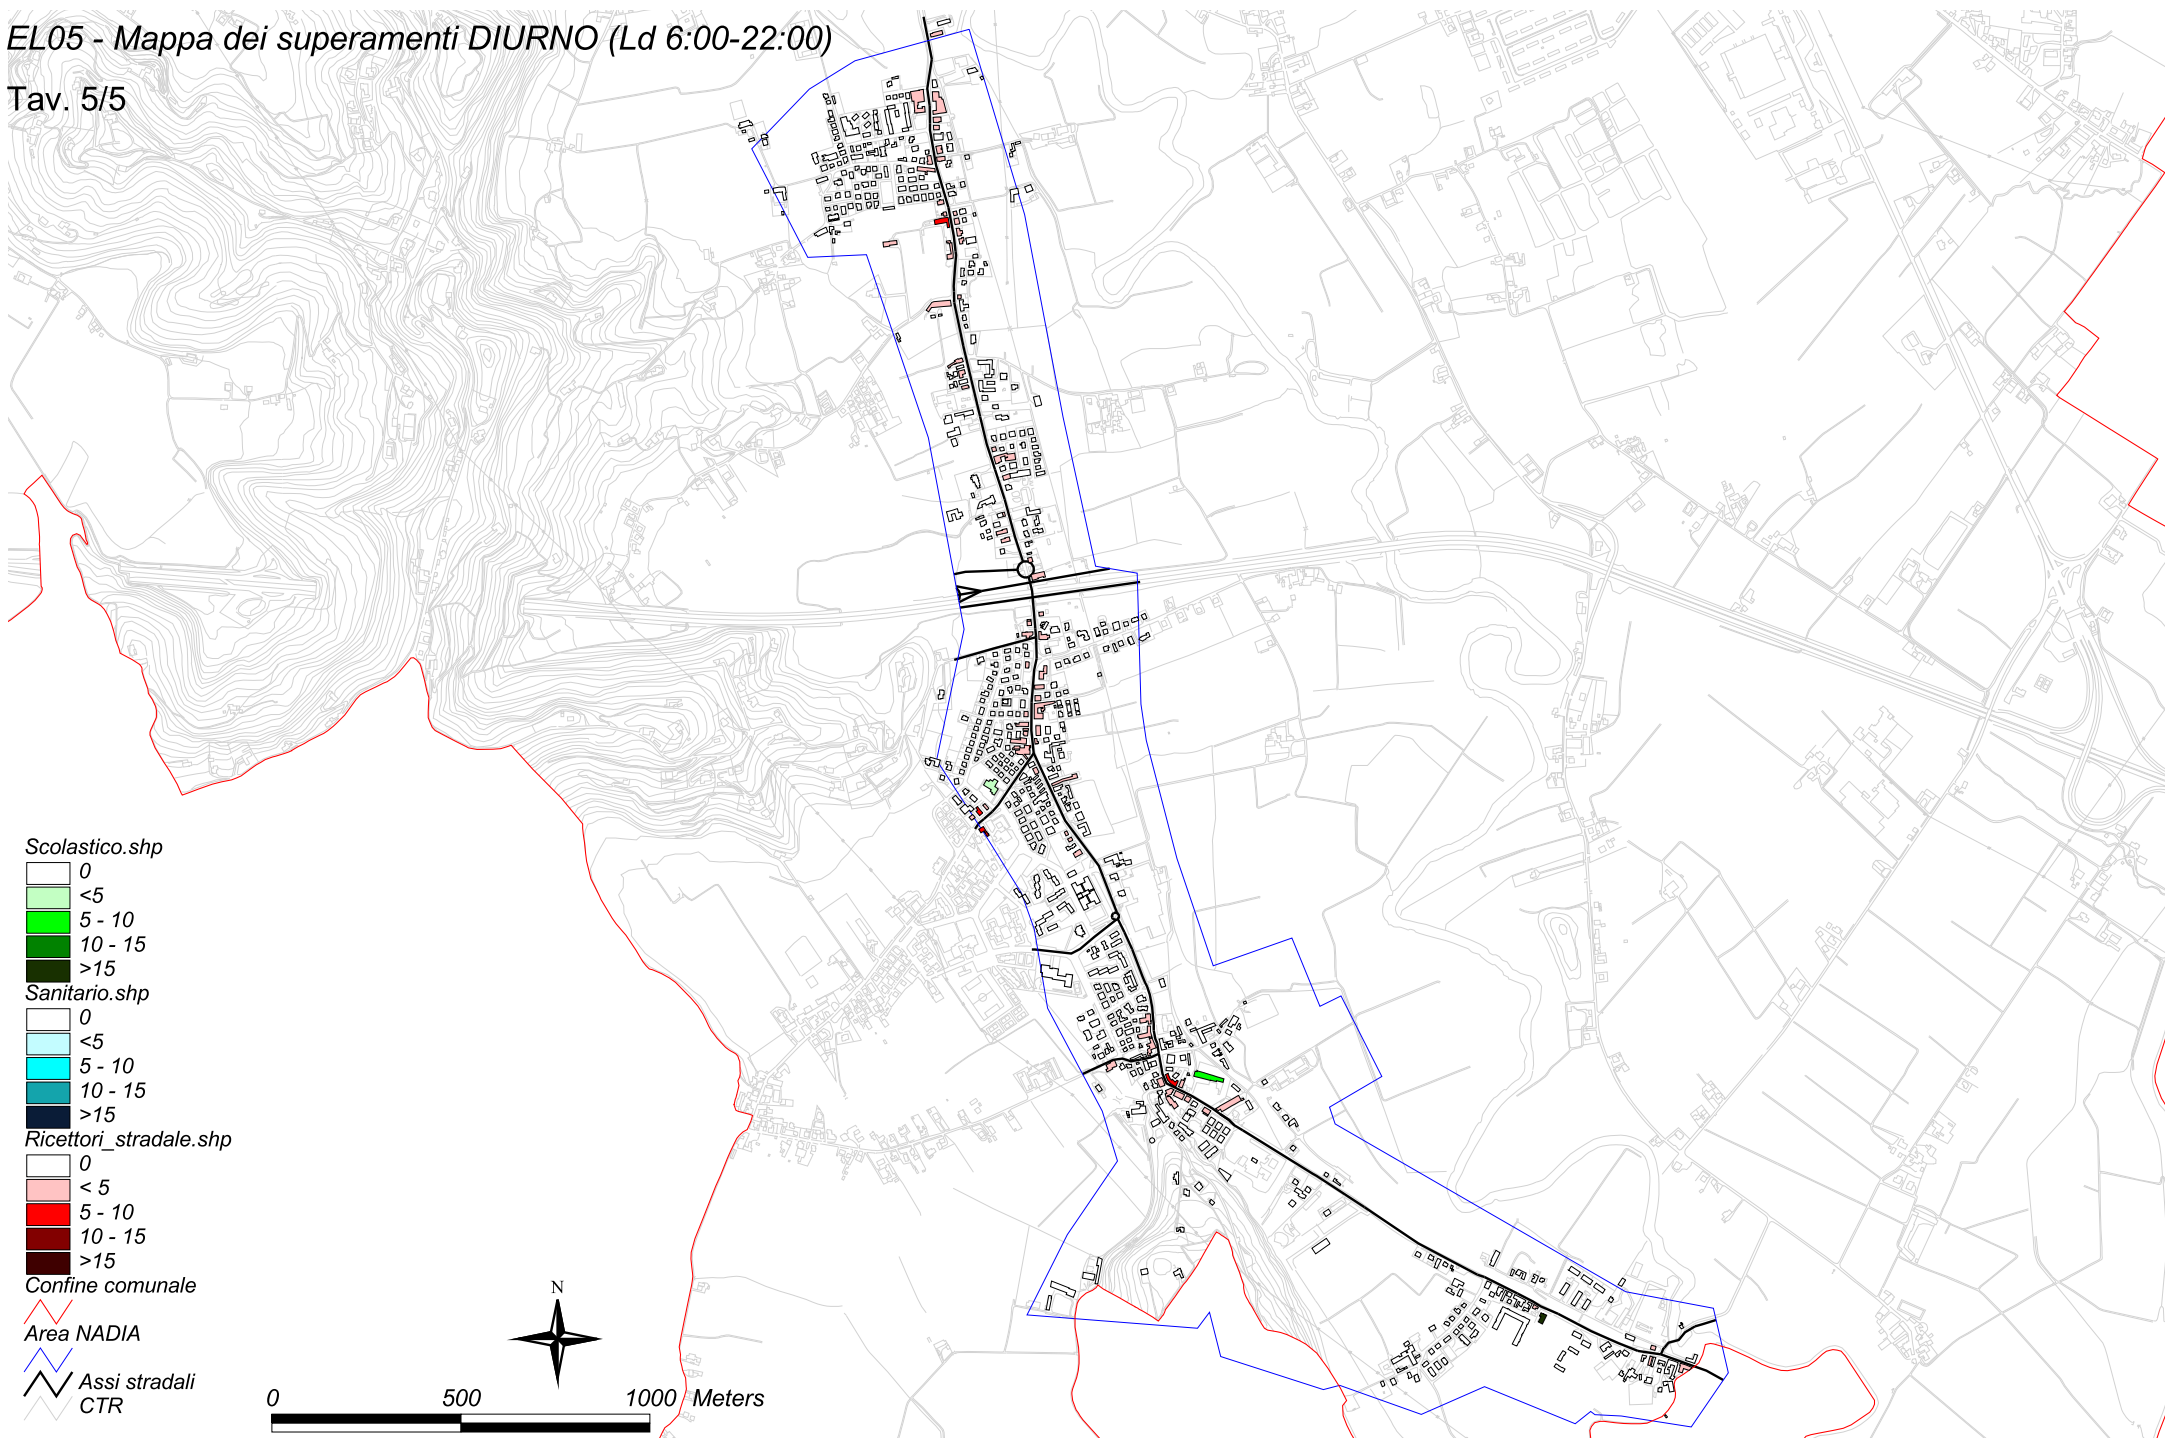 EL05 - Mappa dei superamenti DIURNO (Ld 6:00-22:00)
Tav. 5/5
Scolastico.shp
0
<5
5 - 10
10 - 15
>15
Sanitario.shp
0
<5
5 - 10
10 - 15
>15
Ricettori_stradale.shp
0
< 5
5 - 10
10 - 15
>15
Confine comunale
Area NADIA
Assi stradali
CTR
N
0 500 1000 Meters